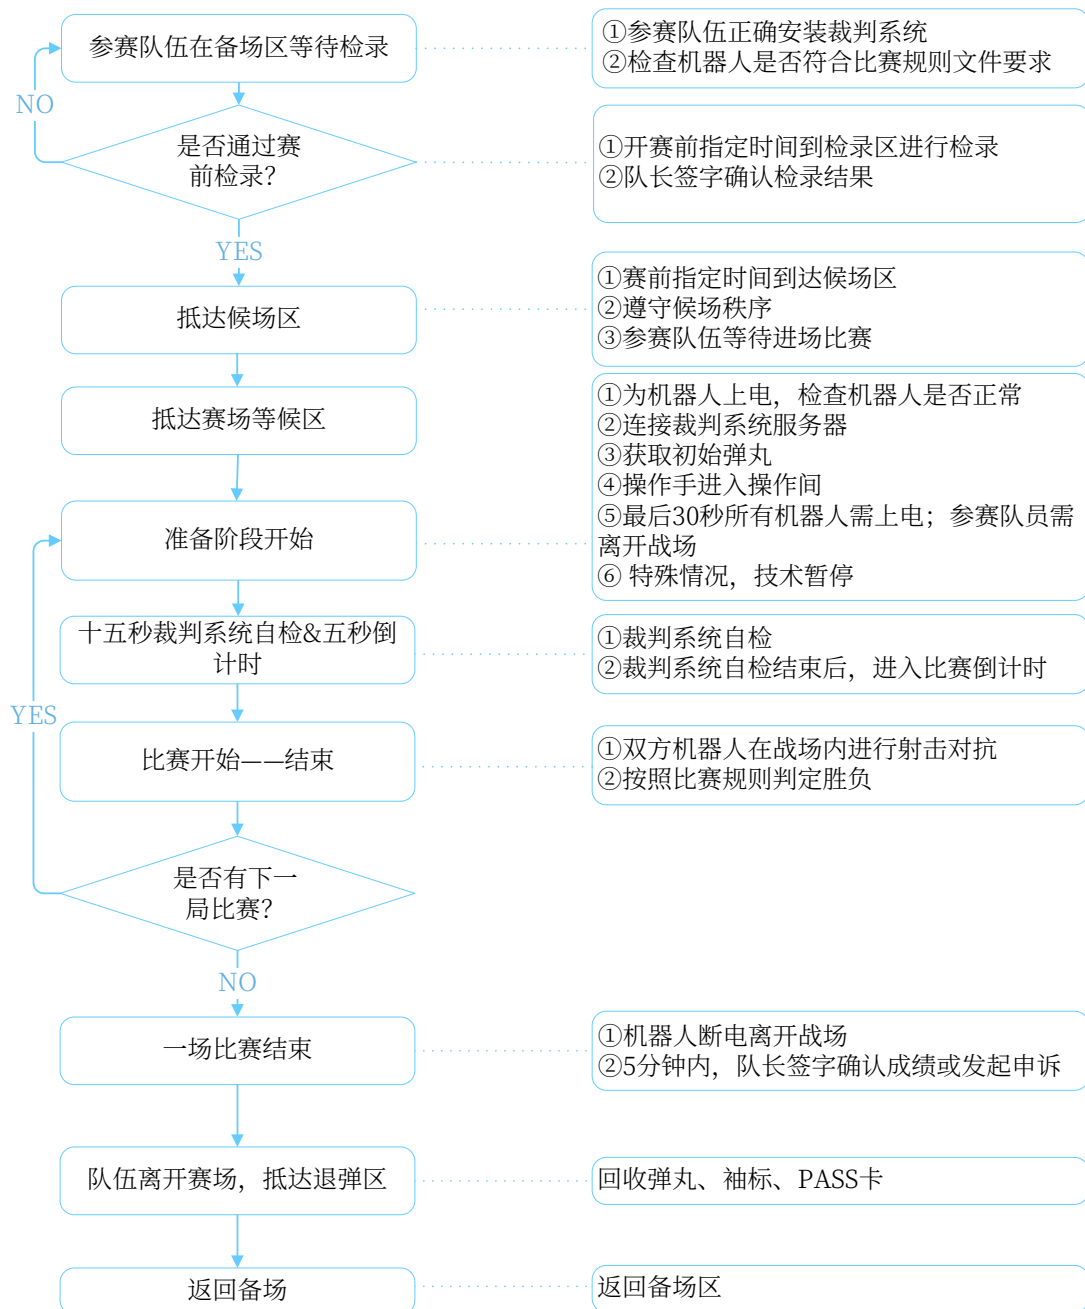 参赛队伍在备场区等待检录
①参赛队伍正确安装裁判系统
②检查机器人是否符合比赛规则文件要求
NO
是否通过赛
前检录？
①开赛前指定时间到检录区进行检录
②队长签字确认检录结果
YES
抵达候场区
①赛前指定时间到达候场区
②遵守候场秩序
③参赛队伍等待进场比赛
抵达赛场等候区
准备阶段开始
①为机器人上电，检查机器人是否正常
②连接裁判系统服务器
③获取初始弹丸
④操作手进入操作间
⑤最后30秒所有机器人需上电；参赛队员需
离开战场
⑥ 特殊情况，技术暂停
十五秒裁判系统自检&五秒倒
计时
①裁判系统自检
②裁判系统自检结束后，进入比赛倒计时
YES
比赛开始——结束
①双方机器人在战场内进行射击对抗
②按照比赛规则判定胜负
是否有下一
局比赛？
NO
一场比赛结束
①机器人断电离开战场
②5分钟内，队长签字确认成绩或发起申诉
队伍离开赛场，抵达退弹区
回收弹丸、袖标、PASS卡
返回备场
返回备场区